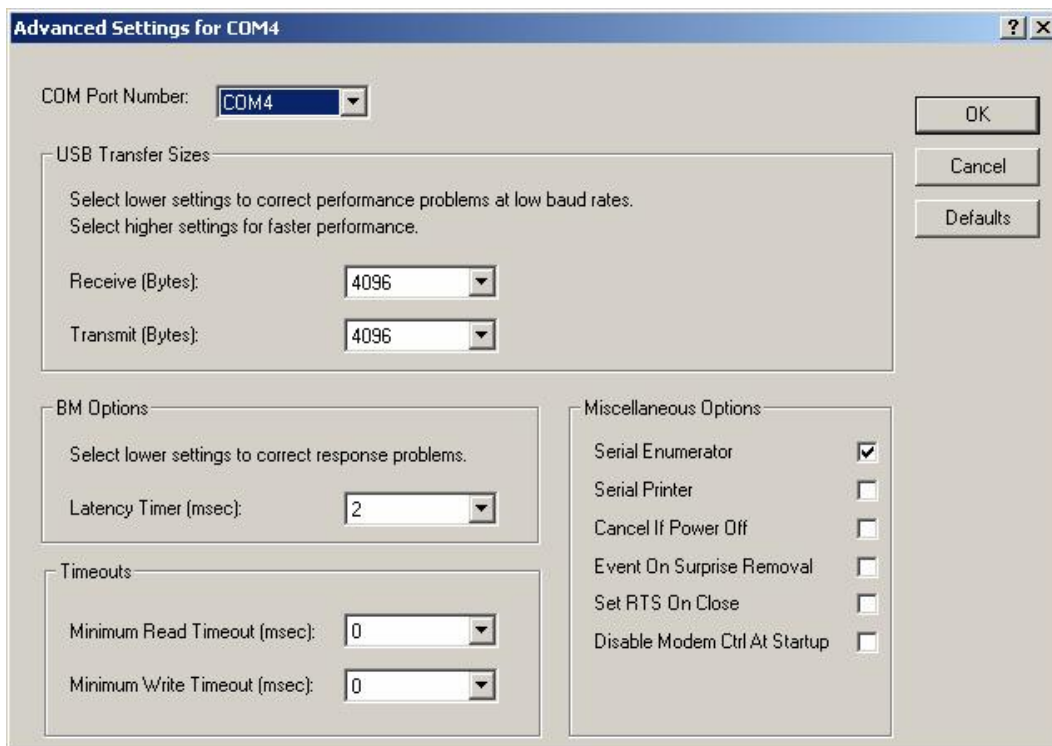 Advanced Settings for COM4
COM Port Number: COM4
OK
Cancel
Defaults
USB Transfer Sizes
Select lower settings to correct performance problems at low baud rates.
Select higher settings for faster performance.
Receive (Bytes): 4096
Transmit (Bytes): 4096
BM Options
Select lower settings to correct response problems.
Latency Timer (msec): 2
Timeouts
Minimum Read Timeout (msec): 0
Minimum Write Timeout (msec): 0
Miscellaneous Options
Serial Enumerator
Serial Printer
Cancel If Power Off
Event On Surprise Removal
Set RTS On Close
Disable Modem Ctrl At Startup